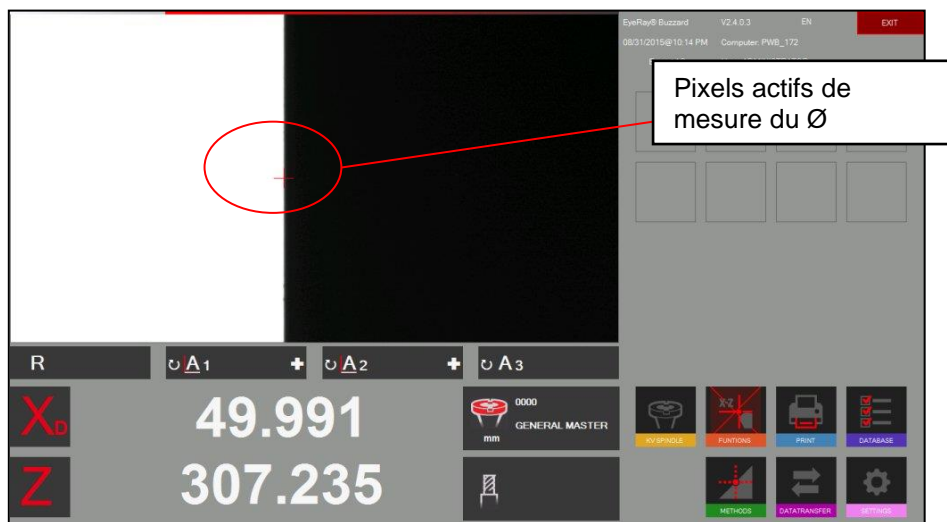 EyeRay® Buzzard V2.4.0.3 EN EXIT
08/31/2015@10:14 PM Computer: PWB_172
Pixels actifs de
mesure du Ø
R A1 + A2 + A3
XD 49.991
0000
GENERAL MASTER
mm
Z 307.235
X-Z
KV SPINDLE FUNTIONS PRINT DATABASE
METHODS DATATRANSFER SETTINGS